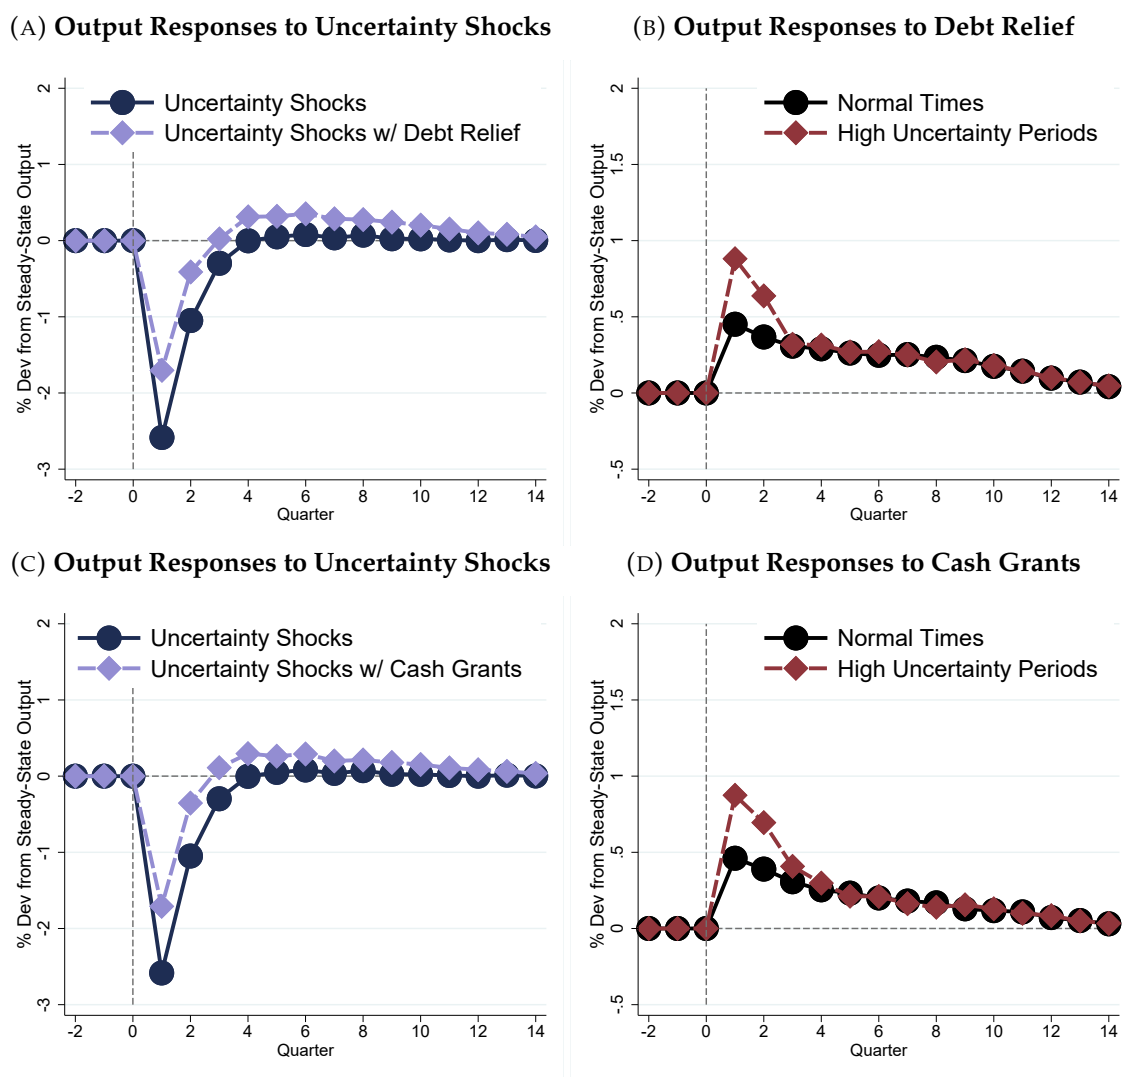 (A) Output Responses to Uncertainty Shocks
% Dev from Steady-State Output
2
1
0
-1
-2
-3
Uncertainty Shocks
Uncertainty Shocks w/ Debt Relief
-2 0 2 4 6 8 10 12 14
Quarter
(B) Output Responses to Debt Relief
% Dev from Steady-State Output
2
1.5
1
.5
0
-.5
Normal Times
High Uncertainty Periods
-2 0 2 4 6 8 10 12 14
Quarter
(C) Output Responses to Uncertainty Shocks
% Dev from Steady-State Output
2
1
0
-1
-2
-3
Uncertainty Shocks
Uncertainty Shocks w/ Cash Grants
-2 0 2 4 6 8 10 12 14
Quarter
(D) Output Responses to Cash Grants
% Dev from Steady-State Output
2
1.5
1
.5
0
-.5
Normal Times
High Uncertainty Periods
-2 0 2 4 6 8 10 12 14
Quarter